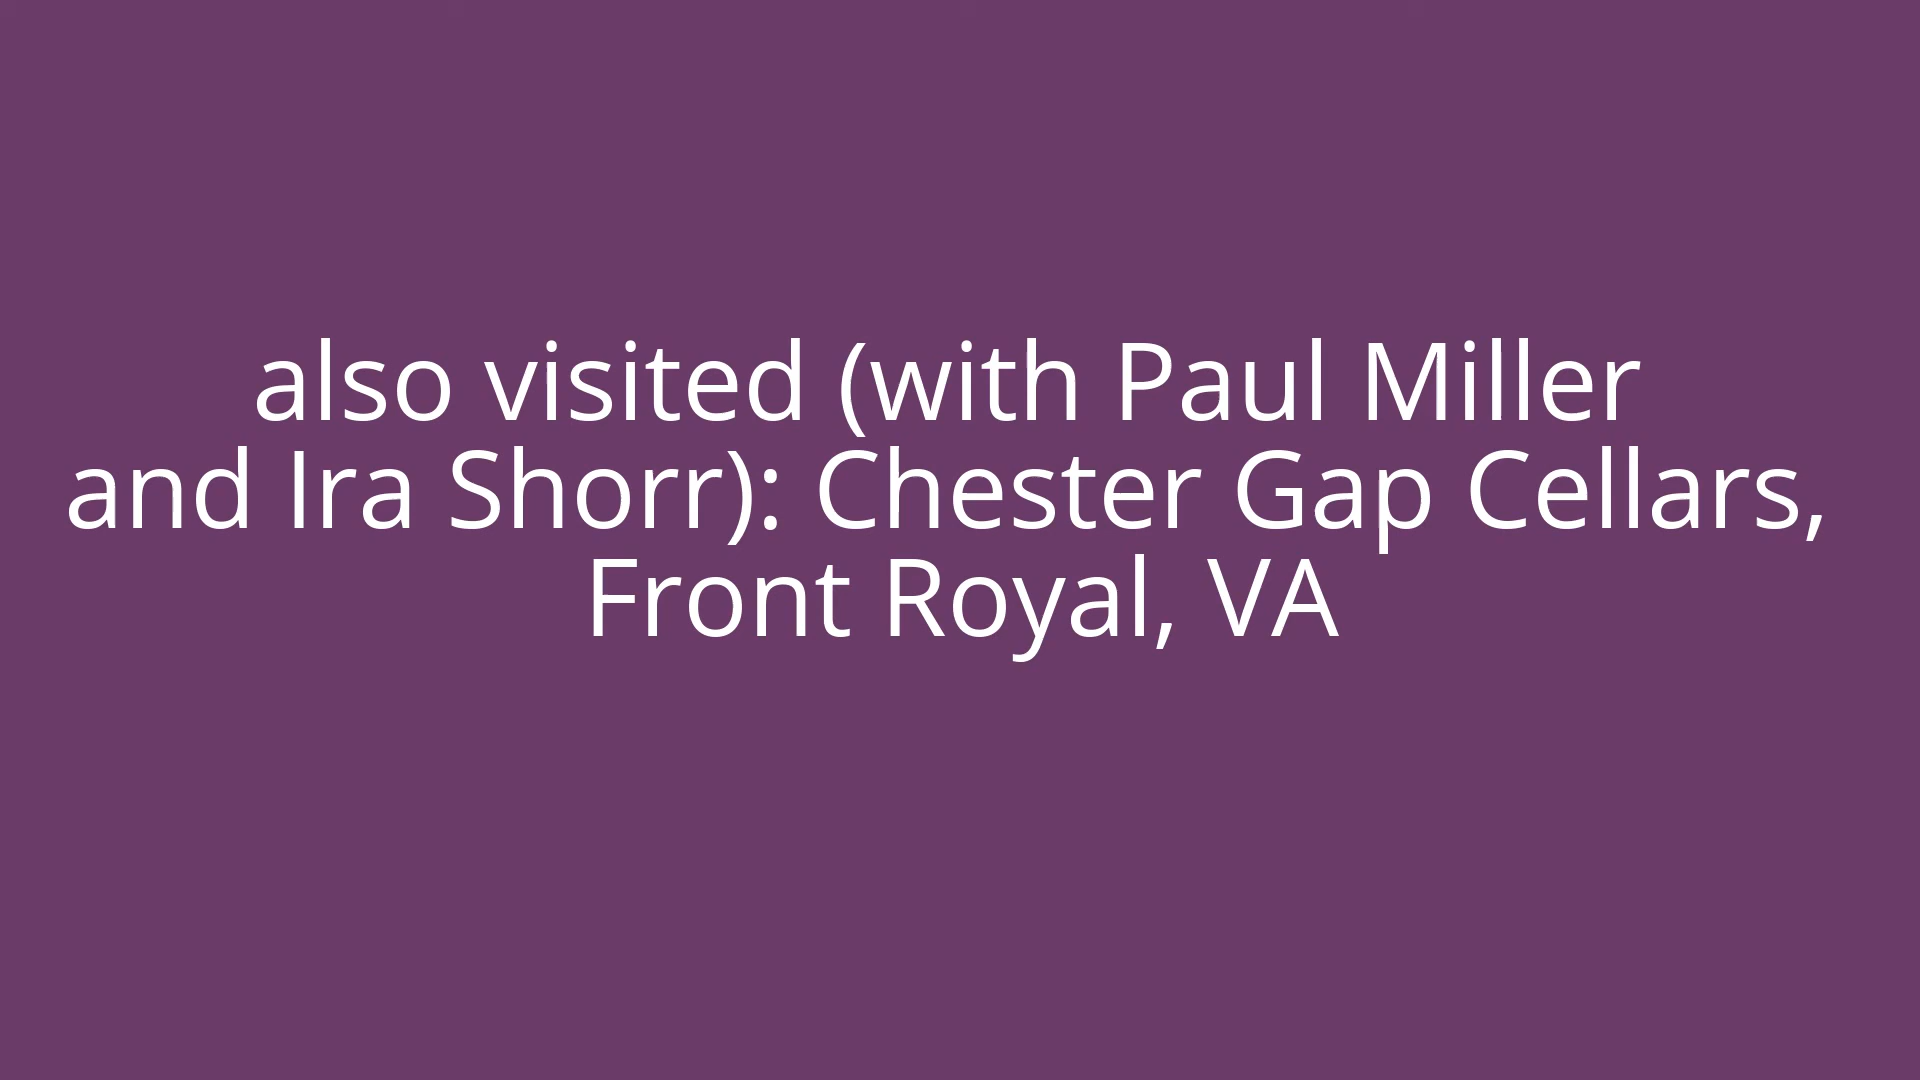 also visited (with Paul Miller
and Ira Shorr): Chester Gap Cellars,
Front Royal, VA